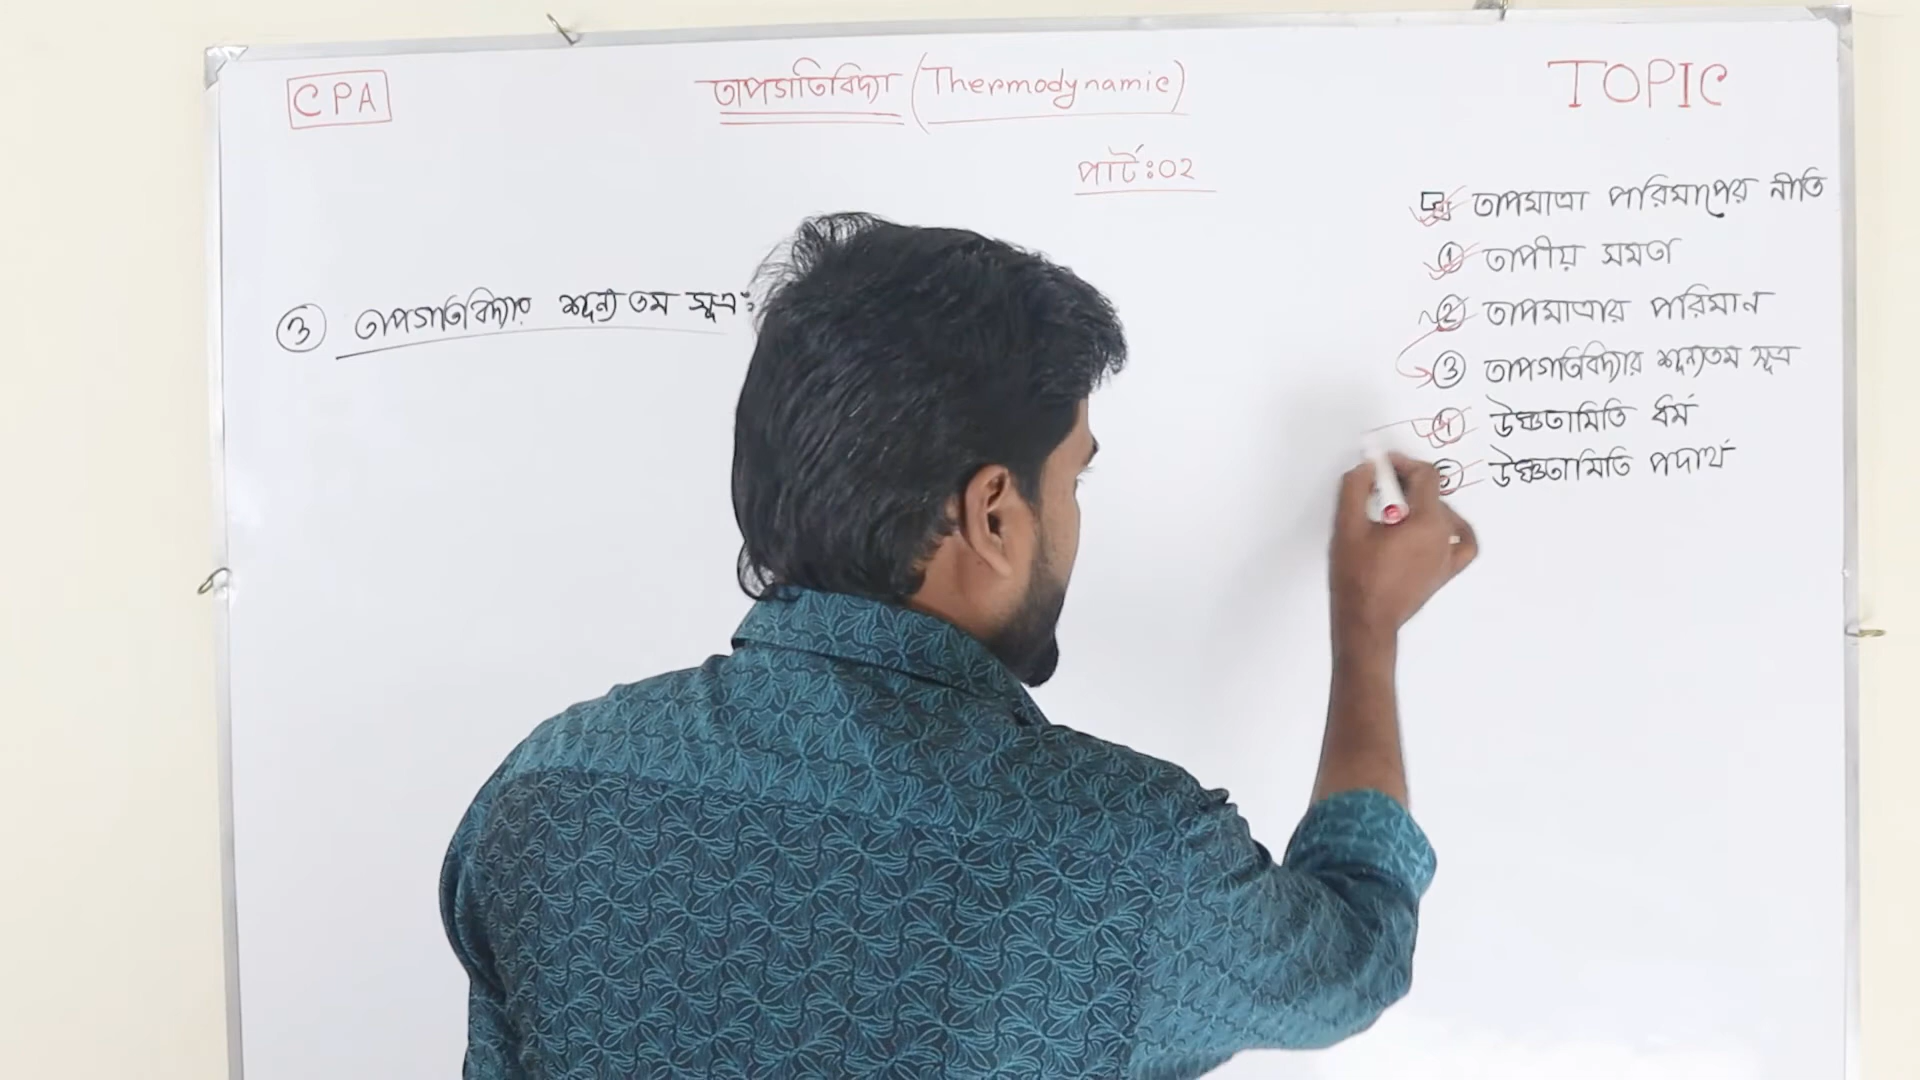 CPA
তাপগতিবিদ্যা (Thermodynamic)
পার্ট:০২
③ তাপগতিবিদ্যার শূন্যতম সূত্র:
TOPIC
তাপমাত্রা পরিমাপের নীতি
① তাপীয় সমতা
② তাপমাত্রার পরিমান
③ তাপগতিবিদ্যার শূন্যতম সূত্র
④ উষ্ণতামিতি ধর্ম
⑤ উষ্ণতামিতি পদার্থ